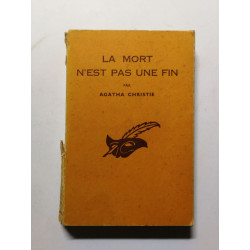 LA MORT
N'EST PAS UNE FIN
PAR
AGATHA CHRISTIE